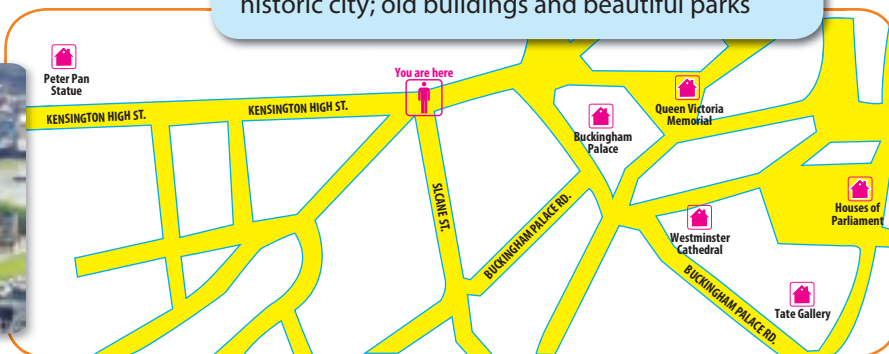 historic city; old buildings and beautiful parks
Peter Pan
Statue
You are here
KENSINGTON HIGH ST.
KENSINGTON HIGH ST.
Queen Victoria
Memorial
Buckingham
Palace
SLCANE ST.
BUCKINGHAM PALACE RD.
Houses of
Parliament
Westminster
Cathedral
BUCKINGHAM PALACE RD.
Tate Gallery